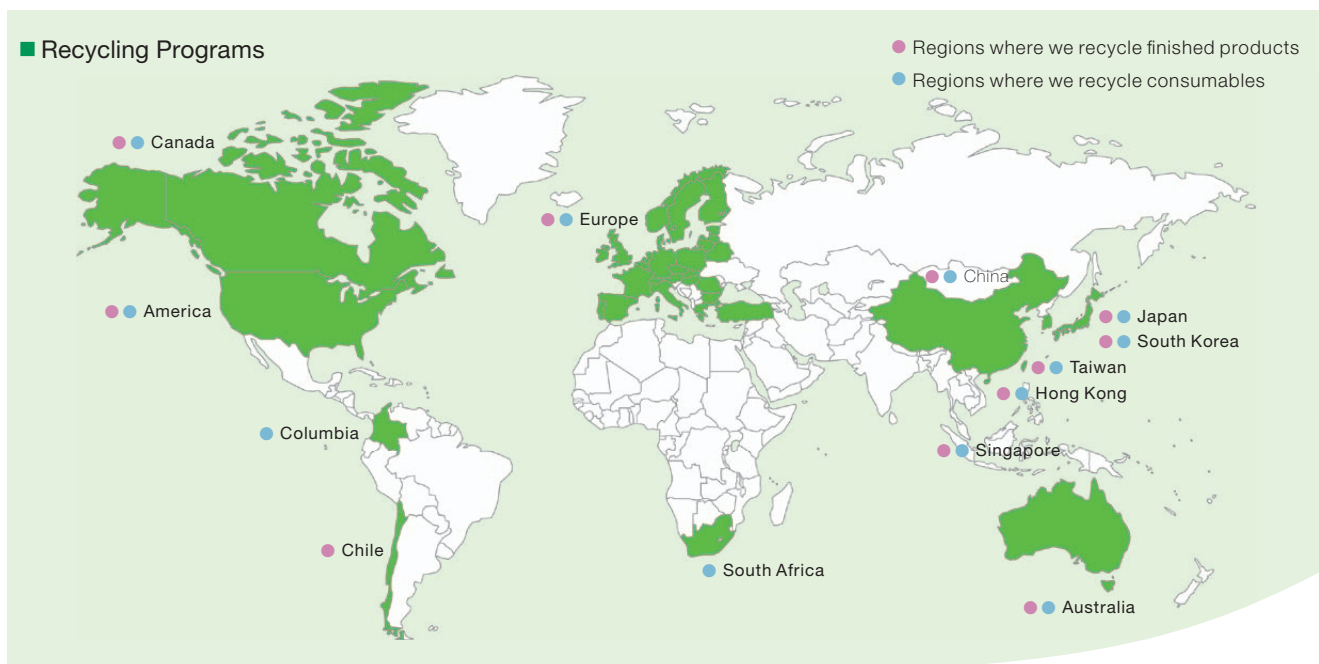 Recycling Programs
Regions where we recycle finished products
Regions where we recycle consumables
Canada
Europe
America
China
Japan
South Korea
Taiwan
Hong Kong
Columbia
Singapore
Chile
South Africa
Australia